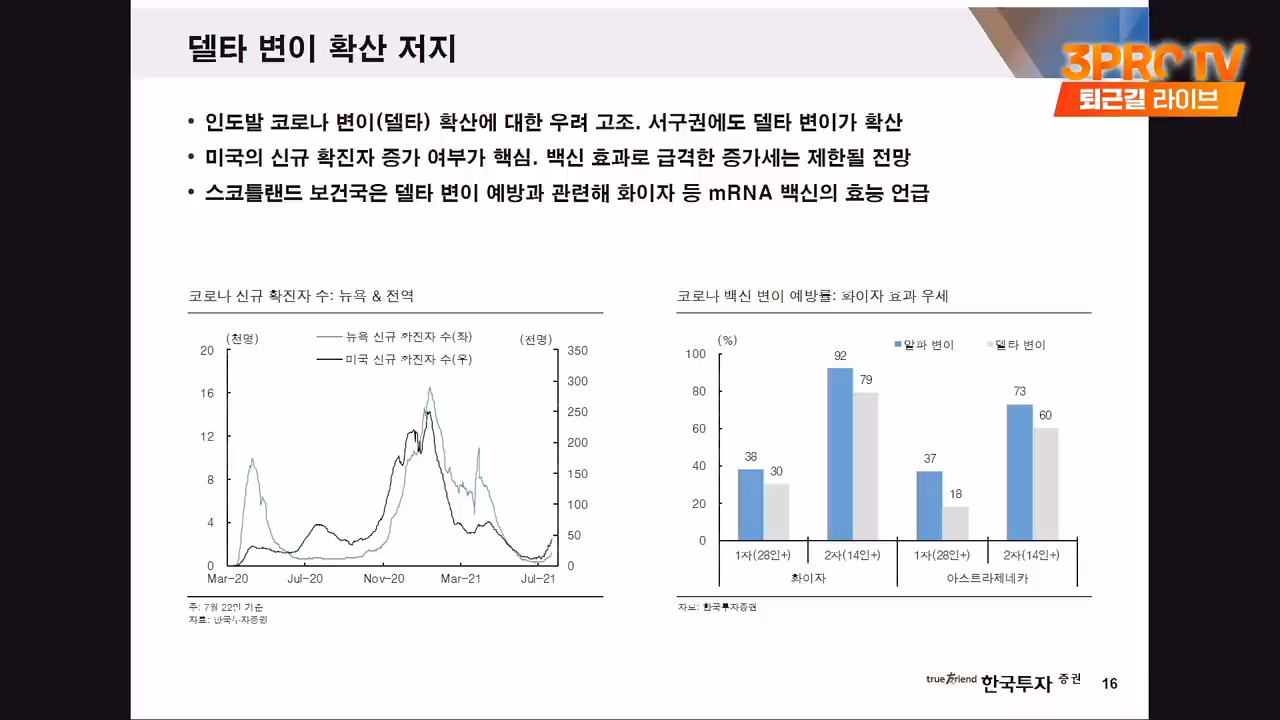 델타 변이 확산 저지
3PROTV
퇴근길 라이브
• 인도발 코로나 변이(델타) 확산에 대한 우려 고조. 서구권에도 델타 변이가 확산
• 미국의 신규 확진자 증가 여부가 핵심. 백신 효과로 급격한 증가세는 제한될 전망
• 스코틀랜드 보건국은 델타 변이 예방과 관련해 화이자 등 mRNA 백신의 효능 언급
코로나 신규 확진자 수: 뉴욕 & 전역
(천명)
뉴욕 신규 확진자 수(좌)
(천명)
미국 신규 확진자 수(우)
20
16
12
8
4
0
350
300
250
200
150
100
50
0
Mar-20 Jul-20 Nov-20 Mar-21 Jul-21
주: 7월 22일 기준
자료: 한국투자증권
코로나 백신 변이 예방률: 화이자 효과 우세
(%)
알파 변이 델타 변이
100
80
60
40
20
0
38 30 92 79 37 18 73 60
1차(28일+) 2차(14일+) 1차(28일+) 2차(14일+)
화이자 아스트라제네카
자료: 한국투자증권
true friend 한국투자 증권 16